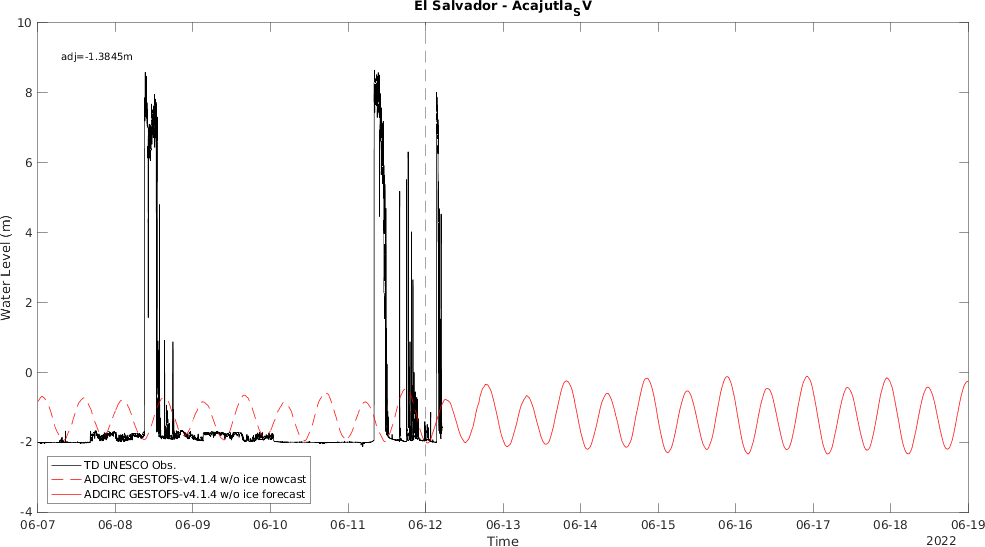 El Salvador - Acajutla_SV
adj=-1.3845m
10
8
6
4
2
0
-2
-4
Water Level (m)
TD UNESCO Obs.
ADCIRC GESTOFS-v4.1.4 w/o ice nowcast
ADCIRC GESTOFS-v4.1.4 w/o ice forecast
06-07 06-08 06-09 06-10 06-11 06-12 06-13 06-14 06-15 06-16 06-17 06-18 06-19
Time
2022